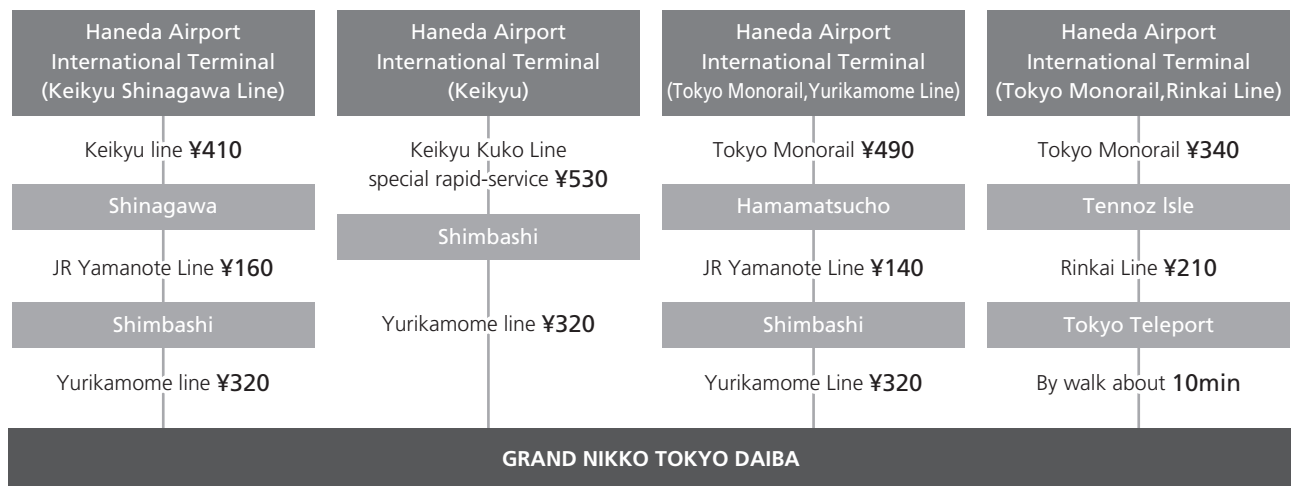 Haneda Airport
International Terminal
(Keikyu Shinagawa Line)
Keikyu line ¥410
Shinagawa
JR Yamanote Line ¥160
Shimbashi
Yurikamome line ¥320
Haneda Airport
International Terminal
(Keikyu)
Keikyu Kuko Line
special rapid-service ¥530
Shimbashi
Yurikamome line ¥320
Haneda Airport
International Terminal
(Tokyo Monorail,Yurikamome Line)
Tokyo Monorail ¥490
Hamamatsucho
JR Yamanote Line ¥140
Shimbashi
Yurikamome Line ¥320
Haneda Airport
International Terminal
(Tokyo Monorail,Rinkai Line)
Tokyo Monorail ¥340
Tennoz lsle
Rinkai Line ¥210
Tokyo Teleport
By walk about 10min
GRAND NIKKO TOKYO DAIBA